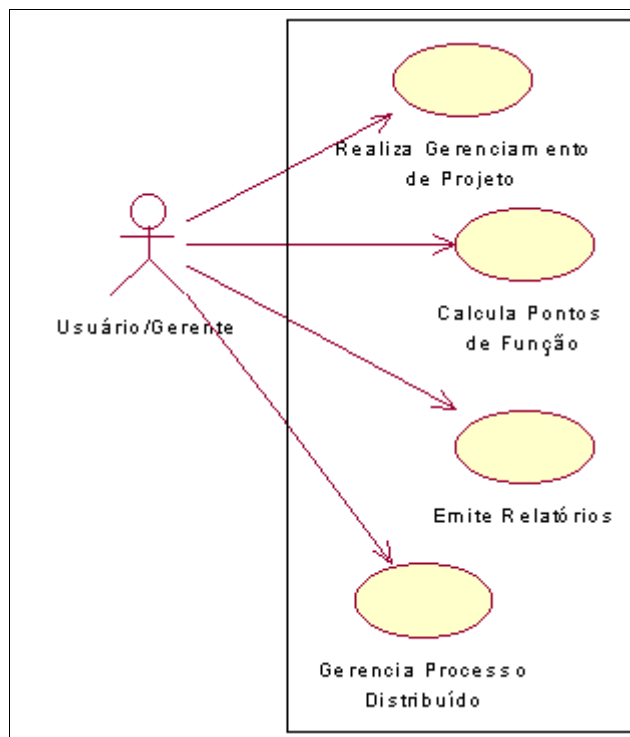 Realiza Gerenciamento
de Projeto
Usuário/Gerente
Calcula Pontos
de Função
Emite Relatórios
Gerencia Processo
Distribuído